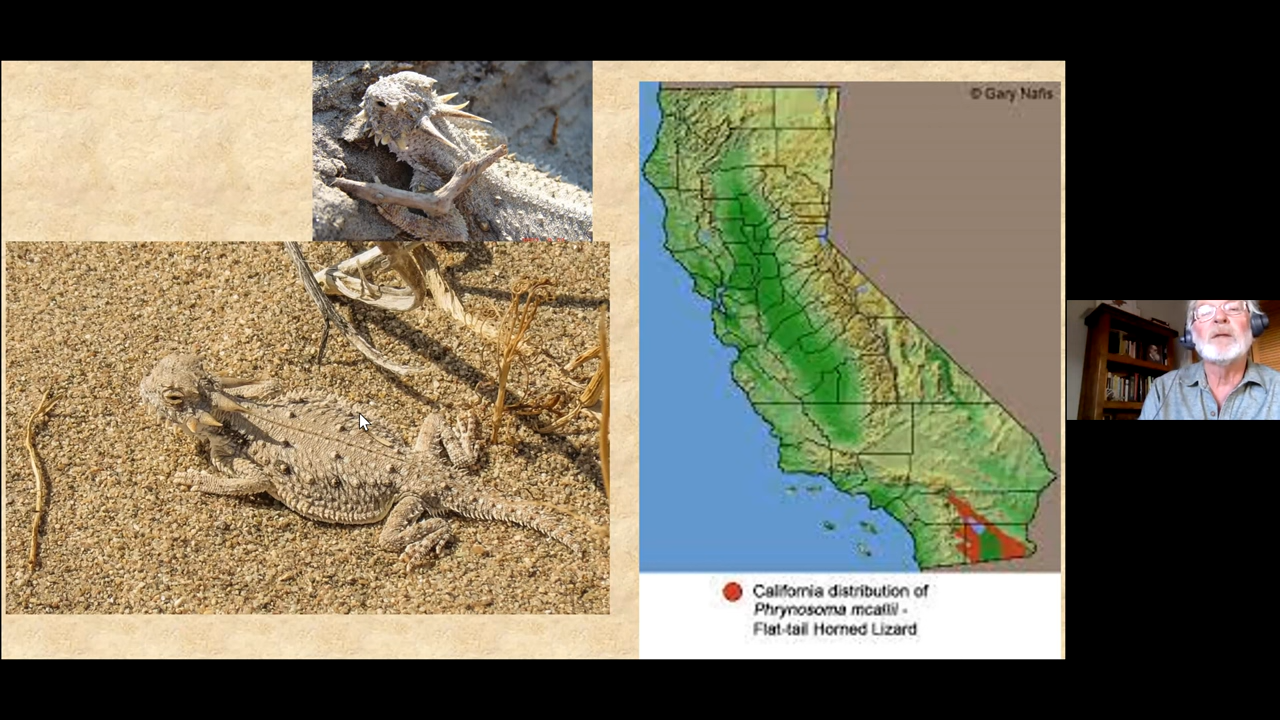 © Gary Nafis
California distribution of
Phrynosoma mcallii -
Flat-tail Horned Lizard